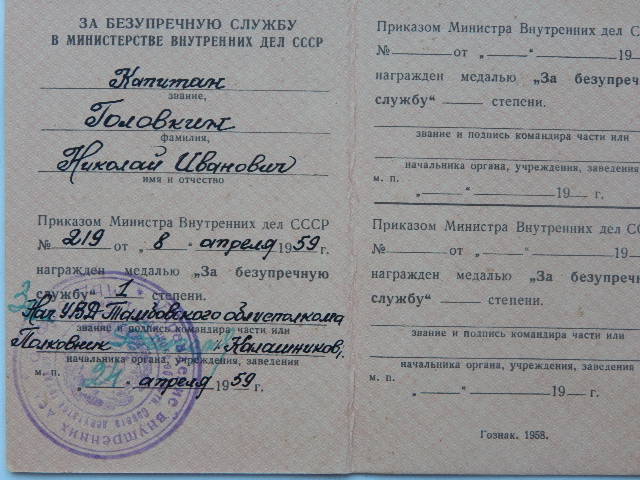 ЗА БЕЗУПРЕЧНУЮ СЛУЖБУ
В МИНИСТЕРСТВЕ ВНУТРЕННИХ ДЕЛ СССР
Капитан
звание,
Головкин
фамилия,
Николай Иванович
имя и отчество
Приказом Министра Внутренних дел СССР
№ 219 от „8" апреля 1959 г.
награжден медалью „За безупречную
службу" 1 степени.
Нач. УВД Тамбовского облисполкома
звание и подпись командира части или
Полковник Калашников
начальника органа, учреждения, заведения
м. п. „24" апреля 1959 г.
Приказом Министра Внутренних дел СС
№ от „ " 19
награжден медалью „За безупречн
службу" степени.
звание и подпись командира части или
начальника органа, учреждения, заведения
м. п.
„ " 19 г.
Приказом Министра Внутренних дел СС
№ от „ " 19
награжден медалью „За безупречн
службу" степени.
звание и подпись командира части или
начальника органа, учреждения, заведения
м. п.
„ " 19 г.
Гознак. 1958.